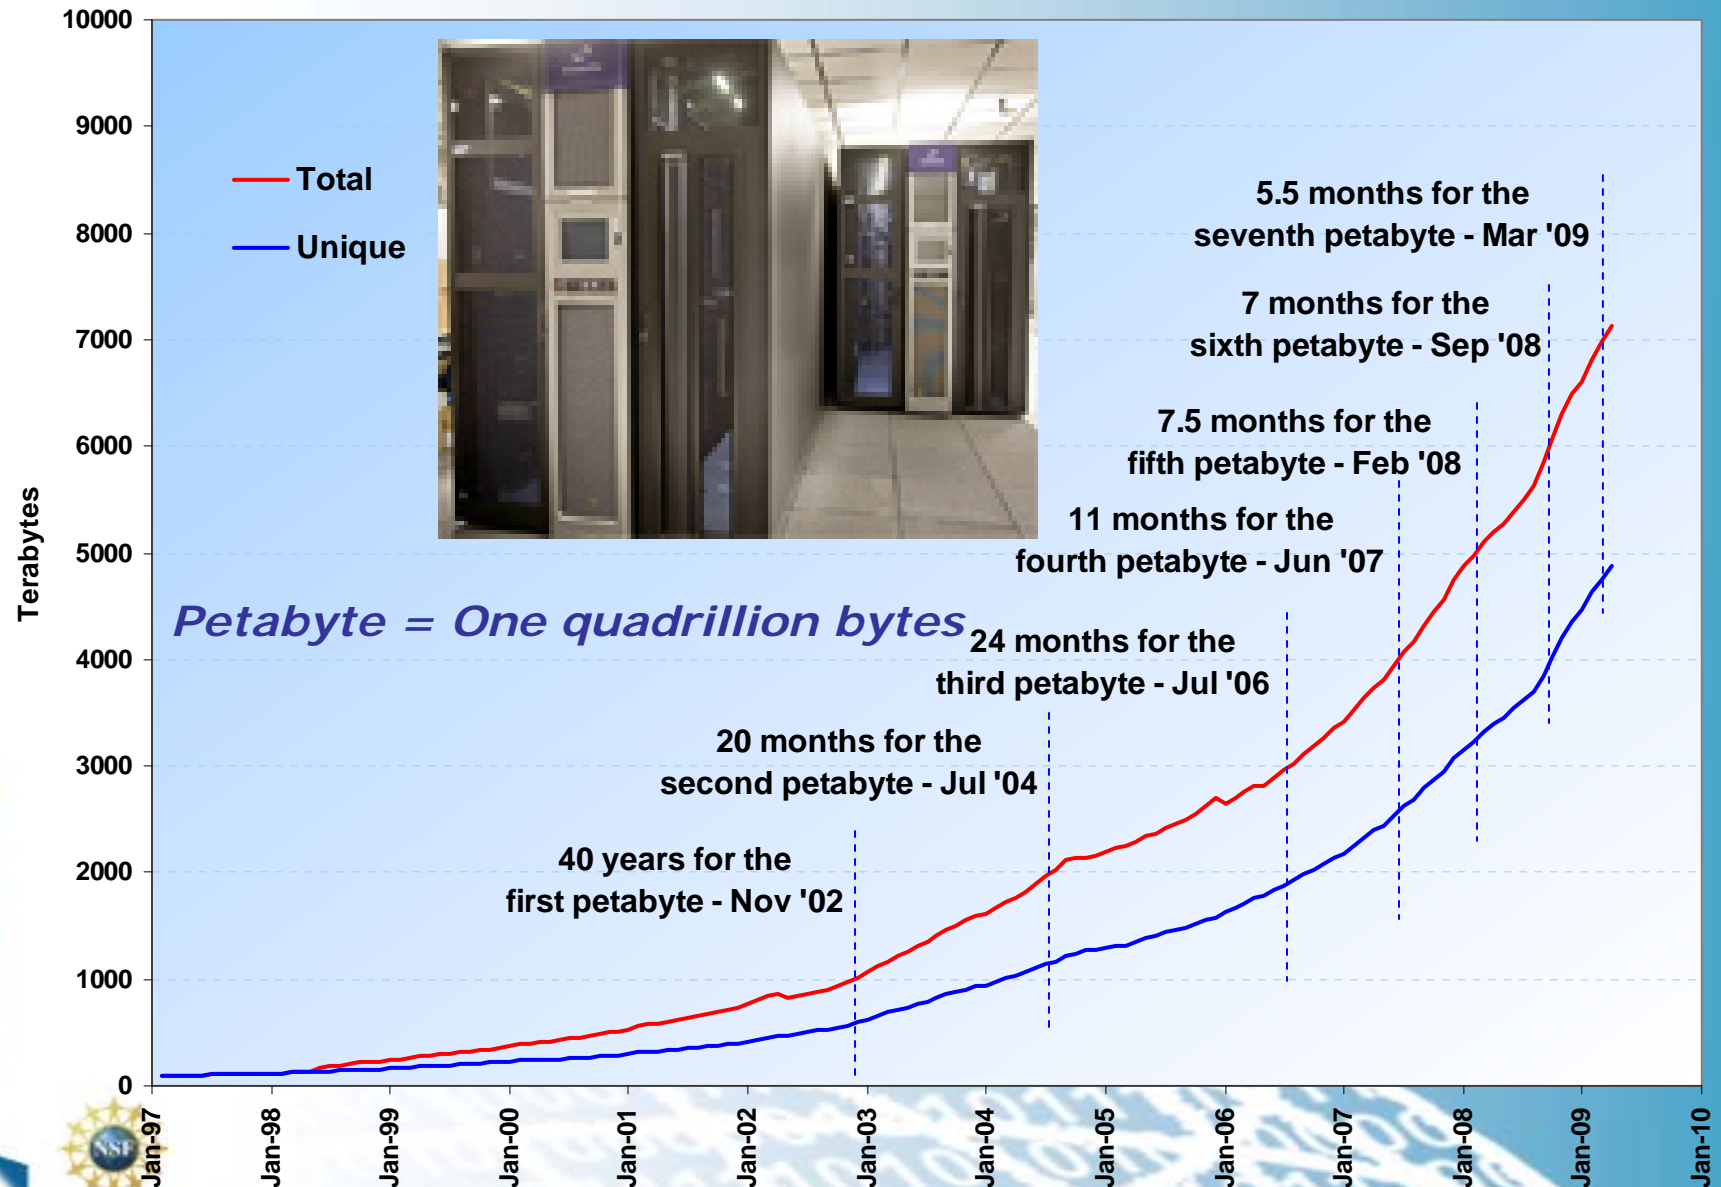 10000
9000
8000
7000
6000
5000
4000
3000
2000
1000
0
Terabytes
Total
Unique
5.5 months for the
seventh petabyte - Mar '09
7 months for the
sixth petabyte - Sep '08
7.5 months for the
fifth petabyte - Feb '08
11 months for the
fourth petabyte - Jun '07
Petabyte = One quadrillion bytes
24 months for the
third petabyte - Jul '06
20 months for the
second petabyte - Jul '04
40 years for the
first petabyte - Nov '02
Jan-97
Jan-98
Jan-99
Jan-00
Jan-01
Jan-02
Jan-03
Jan-04
Jan-05
Jan-06
Jan-07
Jan-08
Jan-09
Jan-10
NSF